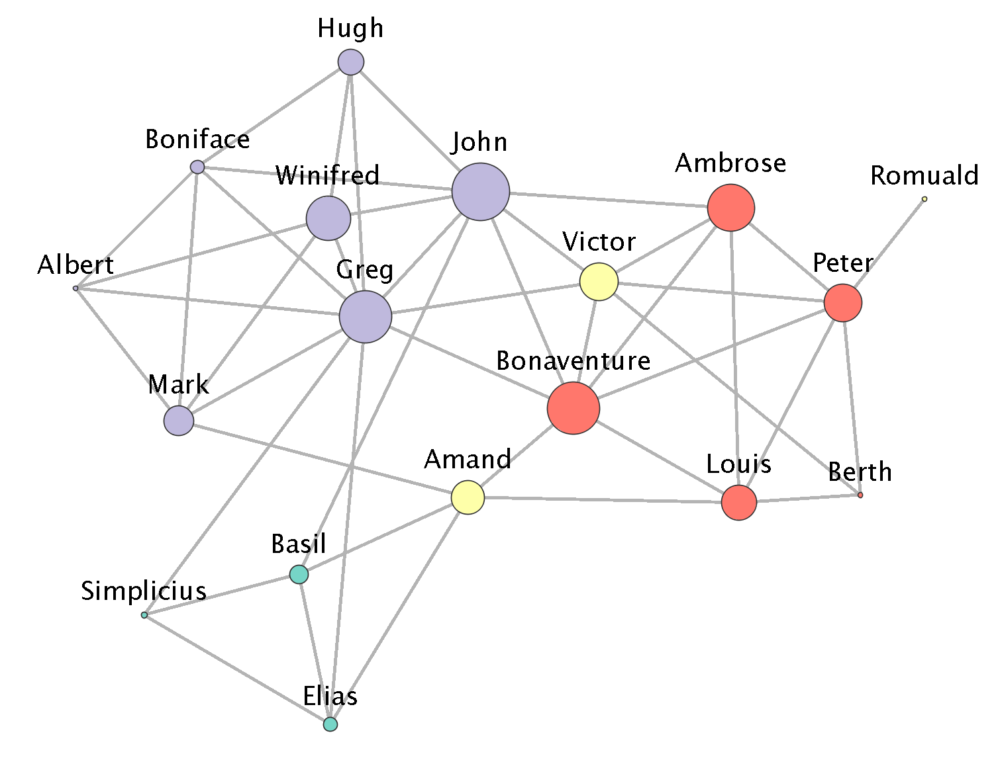 Hugh
Boniface
John
Winifred
Ambrose
Romuald
Victor
Albert
Greg
Peter
Bonaventure
Mark
Amand
Louis
Berth
Basil
Simplicius
Elias